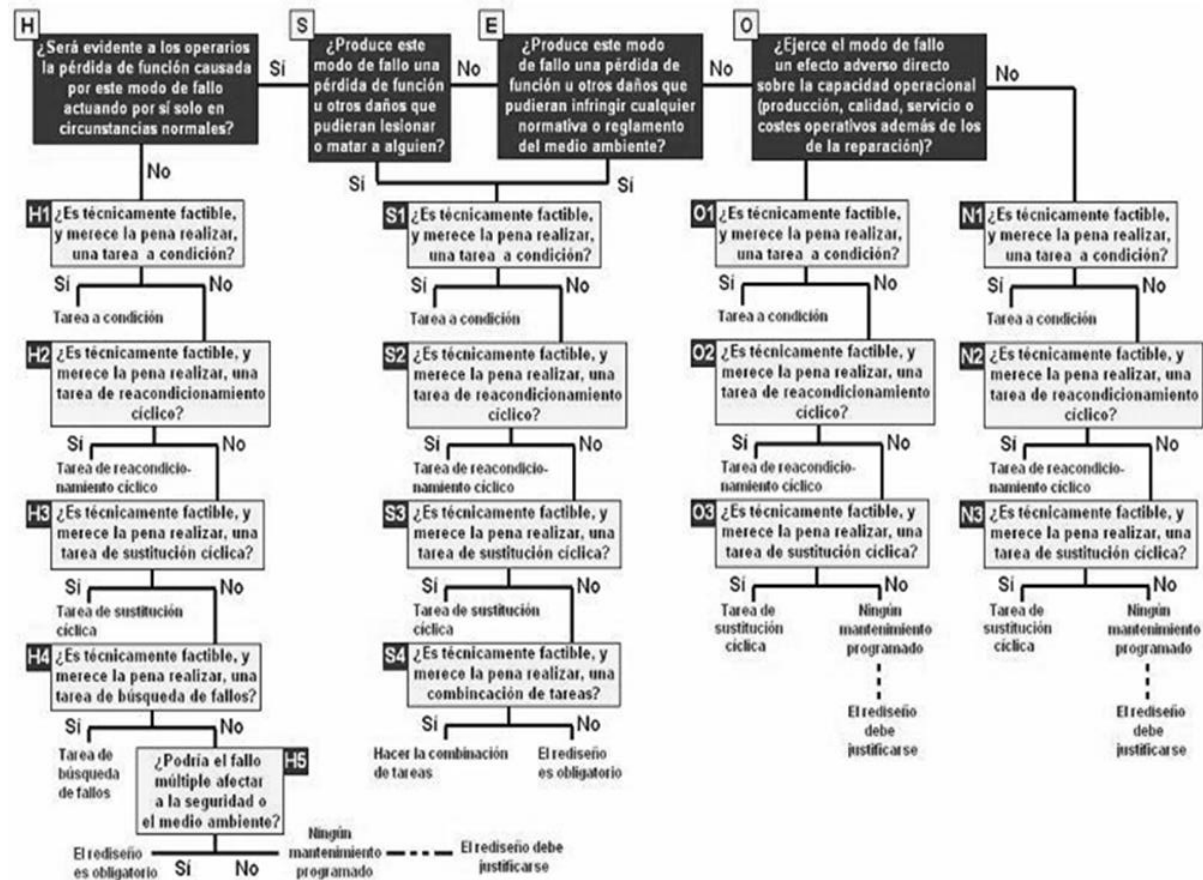 H
¿Será evidente a los operarios
la pérdida de función causada
por este modo de fallo
actuando por sí solo en
circunstancias normales?
Sí
No
S
¿Produce este
modo de fallo una
pérdida de función
u otros daños que
pudieran lesionar
o matar a alguien?
No
Sí
E
¿Produce este modo
de fallo una pérdida de
función u otros daños que
pudieran infringir cualquier
normativa o reglamento
del medio ambiente?
No
Sí
O
¿Ejerce el modo de fallo
un efecto adverso directo
sobre la capacidad operacional
(producción, calidad, servicio o
costes operativos además de los
de la reparación)?
Sí
No
H1
¿Es técnicamente factible,
y merece la pena realizar,
una tarea a condición?
Sí
No
Tarea a condición
H2
¿Es técnicamente factible, y
merece la pena realizar, una
tarea de reacondicionamiento
cíclico?
Sí
No
Tarea de reacondicio-
namiento cíclico
H3
¿Es técnicamente factible, y
merece la pena realizar, una
tarea de sustitución cíclica?
Sí
No
Tarea de sustitución
cíclica
H4
¿Es técnicamente factible, y
merece la pena realizar, una
tarea de búsqueda de fallos?
Sí
No
Tarea de
búsqueda
de fallos
H5
¿Podría el fallo
múltiple afectar
a la seguridad o
el medio ambiente?
Sí
No
El rediseño
es obligatorio
Ningún
mantenimiento
programado
El rediseño debe
justificarse
S1
¿Es técnicamente factible,
y merece la pena realizar,
una tarea a condición?
Sí
No
Tarea a condición
S2
¿Es técnicamente factible, y
merece la pena realizar, una
tarea de reacondicionamiento
cíclico?
Sí
No
Tarea de reacondicio-
namiento cíclico
S3
¿Es técnicamente factible, y
merece la pena realizar, una
tarea de sustitución cíclica?
Sí
No
Tarea de sustitución
cíclica
S4
¿Es técnicamente factible, y
merece la pena realizar, una
combincación de tareas?
Sí
No
Hacer la combinación
de tareas
El rediseño
es obligatorio
O1
¿Es técnicamente factible,
y merece la pena realizar,
una tarea a condición?
Sí
No
Tarea a condición
O2
¿Es técnicamente factible, y
merece la pena realizar, una
tarea de reacondicionamiento
cíclico?
Sí
No
Tarea de reacondicio-
namiento cíclico
O3
¿Es técnicamente factible, y
merece la pena realizar, una
tarea de sustitución cíclica?
Sí
No
Tarea de
sustitución
cíclica
Ningún
mantenimiento
programado
El rediseño
debe
justificarse
N1
¿Es técnicamente factible,
y merece la pena realizar,
una tarea a condición?
Sí
No
Tarea a condición
N2
¿Es técnicamente factible, y
merece la pena realizar, una
tarea de reacondicionamiento
cíclico?
Sí
No
Tarea de reacondicio-
namiento cíclico
N3
¿Es técnicamente factible, y
merece la pena realizar, una
tarea de sustitución cíclica?
Sí
No
Tarea de
sustitución
cíclica
Ningún
mantenimiento
programado
El rediseño
debe
justificarse